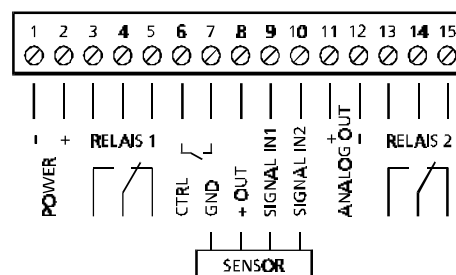 1 2 3 4 5 6 7 8 9 10 11 12 13 14 15
- + RELAIS 1 + - RELAIS 2
POWER
CTRL
GND
+ OUT
SIGNAL IN1
SIGNAL IN2
ANALOG OUT
SENSOR